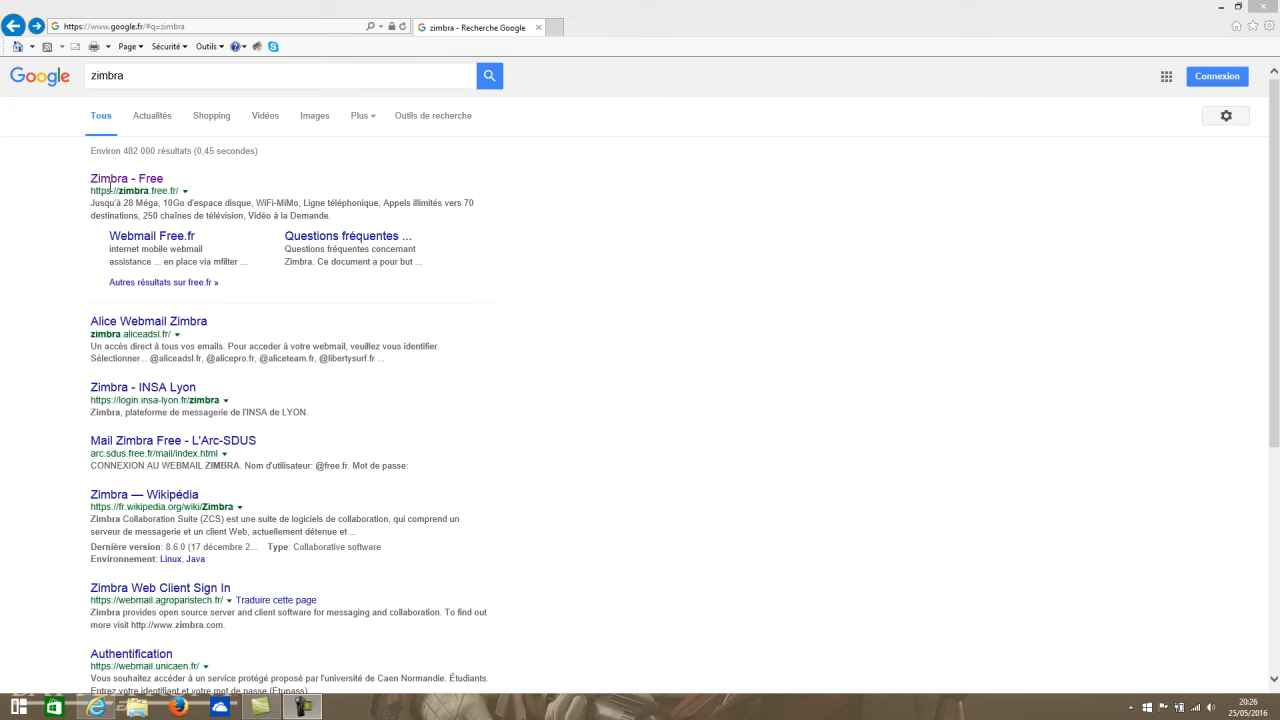 https://www.google.fr/#q=zimbra
zimbra - Recherche Google
Page Sécurité Outils
Google zimbra Connexion
Tous Actualités Shopping Vidéos Images Plus Outils de recherche
Environ 482 000 résultats (0,45 secondes)
Zimbra - Free
https://zimbra.free.fr/
Jusqu'à 28 Méga, 10Go d'espace disque, WiFi-MiMo, Ligne téléphonique, Appels illimités vers 70
destinations, 250 chaînes de télévision, Vidéo à la Demande.
Webmail Free.fr
internet mobile webmail
assistance ... en place via mfilter ...
Questions fréquentes ...
Questions fréquentes concernant
Zimbra. Ce document a pour but ...
Autres résultats sur free.fr »
Alice Webmail Zimbra
zimbra.aliceadsl.fr/
Un accès direct à tous vos emails. Pour acceder à votre webmail, veuillez vous identifier.
Sélectionner... @aliceadsl.fr, @alicepro.fr, @aliceteam.fr, @libertysurf.fr ...
Zimbra - INSA Lyon
https://login.insa-lyon.fr/zimbra
Zimbra, plateforme de messagerie de l'INSA de LYON.
Mail Zimbra Free - L'Arc-SDUS
arc.sdus.free.fr/mail/index.html
CONNEXION AU WEBMAIL ZIMBRA. Nom d'utilisateur: @free.fr. Mot de passe:
Zimbra — Wikipédia
https://fr.wikipedia.org/wiki/Zimbra
Zimbra Collaboration Suite (ZCS) est une suite de logiciels de collaboration, qui comprend un
serveur de messagerie et un client Web, actuellement détenue et ...
Dernière version: 8.6.0 (17 décembre 2... Type: Collaborative software
Environnement: Linux, Java
Zimbra Web Client Sign In
https://webmail.agroparistech.fr/ Traduire cette page
Zimbra provides open source server and client software for messaging and collaboration. To find out
more visit http://www.zimbra.com.
Authentification
https://webmail.unicaen.fr/
Vous souhaitez accéder à un service protégé proposé par l'université de Caen Normandie. Étudiants.
Entrez votre identifiant et votre mot de passe (Etupass).
20:26
25/05/2016